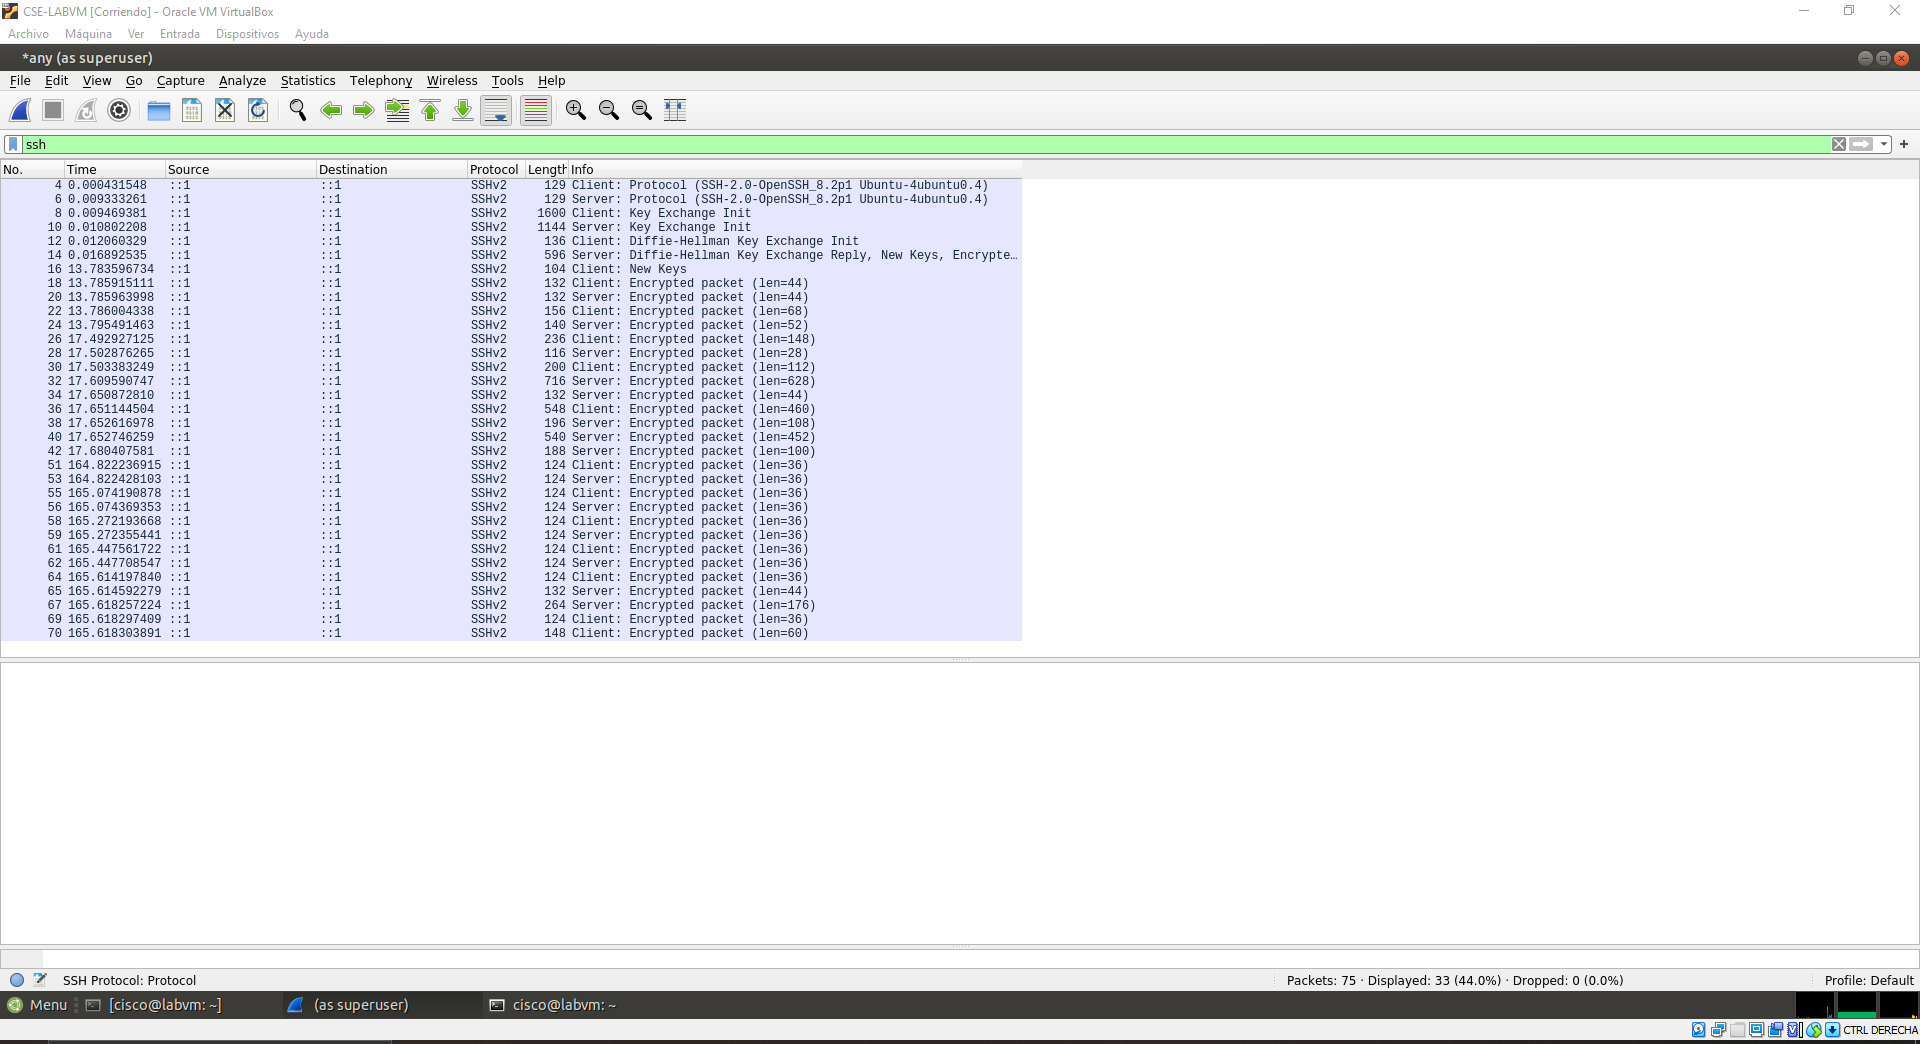 CSE-LABVM [Corriendo] - Oracle VM VirtualBox
Archivo Máquina Ver Entrada Dispositivos Ayuda
*any (as superuser)
File Edit View Go Capture Analyze Statistics Telephony Wireless Tools Help
ssh
No. Time Source Destination Protocol Length Info
4 0.000431548 ::1 ::1 SSHv2 129 Client: Protocol (SSH-2.0-OpenSSH_8.2p1 Ubuntu-4ubuntu0.4)
6 0.009333261 ::1 ::1 SSHv2 129 Server: Protocol (SSH-2.0-OpenSSH_8.2p1 Ubuntu-4ubuntu0.4)
8 0.009469381 ::1 ::1 SSHv2 1600 Client: Key Exchange Init
10 0.010802208 ::1 ::1 SSHv2 1144 Server: Key Exchange Init
12 0.012060329 ::1 ::1 SSHv2 136 Client: Diffie-Hellman Key Exchange Init
14 0.016892535 ::1 ::1 SSHv2 596 Server: Diffie-Hellman Key Exchange Reply, New Keys, Encrypte…
16 13.783596734 ::1 ::1 SSHv2 104 Client: New Keys
18 13.785915111 ::1 ::1 SSHv2 132 Client: Encrypted packet (len=44)
20 13.785963998 ::1 ::1 SSHv2 132 Server: Encrypted packet (len=44)
22 13.786004338 ::1 ::1 SSHv2 156 Client: Encrypted packet (len=68)
24 13.795491463 ::1 ::1 SSHv2 140 Server: Encrypted packet (len=52)
26 17.492927125 ::1 ::1 SSHv2 236 Client: Encrypted packet (len=148)
28 17.502876265 ::1 ::1 SSHv2 116 Server: Encrypted packet (len=28)
30 17.503383249 ::1 ::1 SSHv2 200 Client: Encrypted packet (len=112)
32 17.609590747 ::1 ::1 SSHv2 716 Server: Encrypted packet (len=628)
34 17.650872810 ::1 ::1 SSHv2 132 Server: Encrypted packet (len=44)
36 17.651144504 ::1 ::1 SSHv2 548 Client: Encrypted packet (len=460)
38 17.652616978 ::1 ::1 SSHv2 196 Server: Encrypted packet (len=108)
40 17.652746259 ::1 ::1 SSHv2 540 Server: Encrypted packet (len=452)
42 17.680407581 ::1 ::1 SSHv2 188 Server: Encrypted packet (len=100)
51 164.822236915 ::1 ::1 SSHv2 124 Client: Encrypted packet (len=36)
53 164.822428103 ::1 ::1 SSHv2 124 Server: Encrypted packet (len=36)
55 165.074190878 ::1 ::1 SSHv2 124 Client: Encrypted packet (len=36)
56 165.074369353 ::1 ::1 SSHv2 124 Server: Encrypted packet (len=36)
58 165.272193668 ::1 ::1 SSHv2 124 Client: Encrypted packet (len=36)
59 165.272355441 ::1 ::1 SSHv2 124 Server: Encrypted packet (len=36)
61 165.447561722 ::1 ::1 SSHv2 124 Client: Encrypted packet (len=36)
62 165.447708547 ::1 ::1 SSHv2 124 Server: Encrypted packet (len=36)
64 165.614197840 ::1 ::1 SSHv2 124 Client: Encrypted packet (len=36)
65 165.614592279 ::1 ::1 SSHv2 132 Server: Encrypted packet (len=44)
67 165.618257224 ::1 ::1 SSHv2 264 Server: Encrypted packet (len=176)
69 165.618297409 ::1 ::1 SSHv2 124 Client: Encrypted packet (len=36)
70 165.618303891 ::1 ::1 SSHv2 148 Client: Encrypted packet (len=60)
SSH Protocol: Protocol Packets: 75 · Displayed: 33 (44.0%) · Dropped: 0 (0.0%) Profile: Default
Menu [cisco@labvm: ~] (as superuser) cisco@labvm: ~
CTRL DERECHA